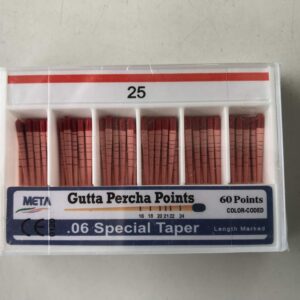 25
META
Gutta Percha Points
60 Points
COLOR-CODED
16 18 20 21 22 24
CE
.06 Special Taper
Length Marked